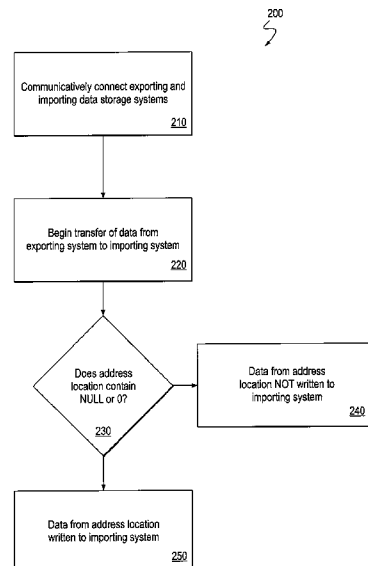 200
Communicatively connect exporting and
importing data storage systems
210
Begin transfer of data from
exporting system to importing system
220
Does address
location contain
NULL or 0?
230
Data from address
location NOT written to
importing system
240
Data from address location
written to importing system
250